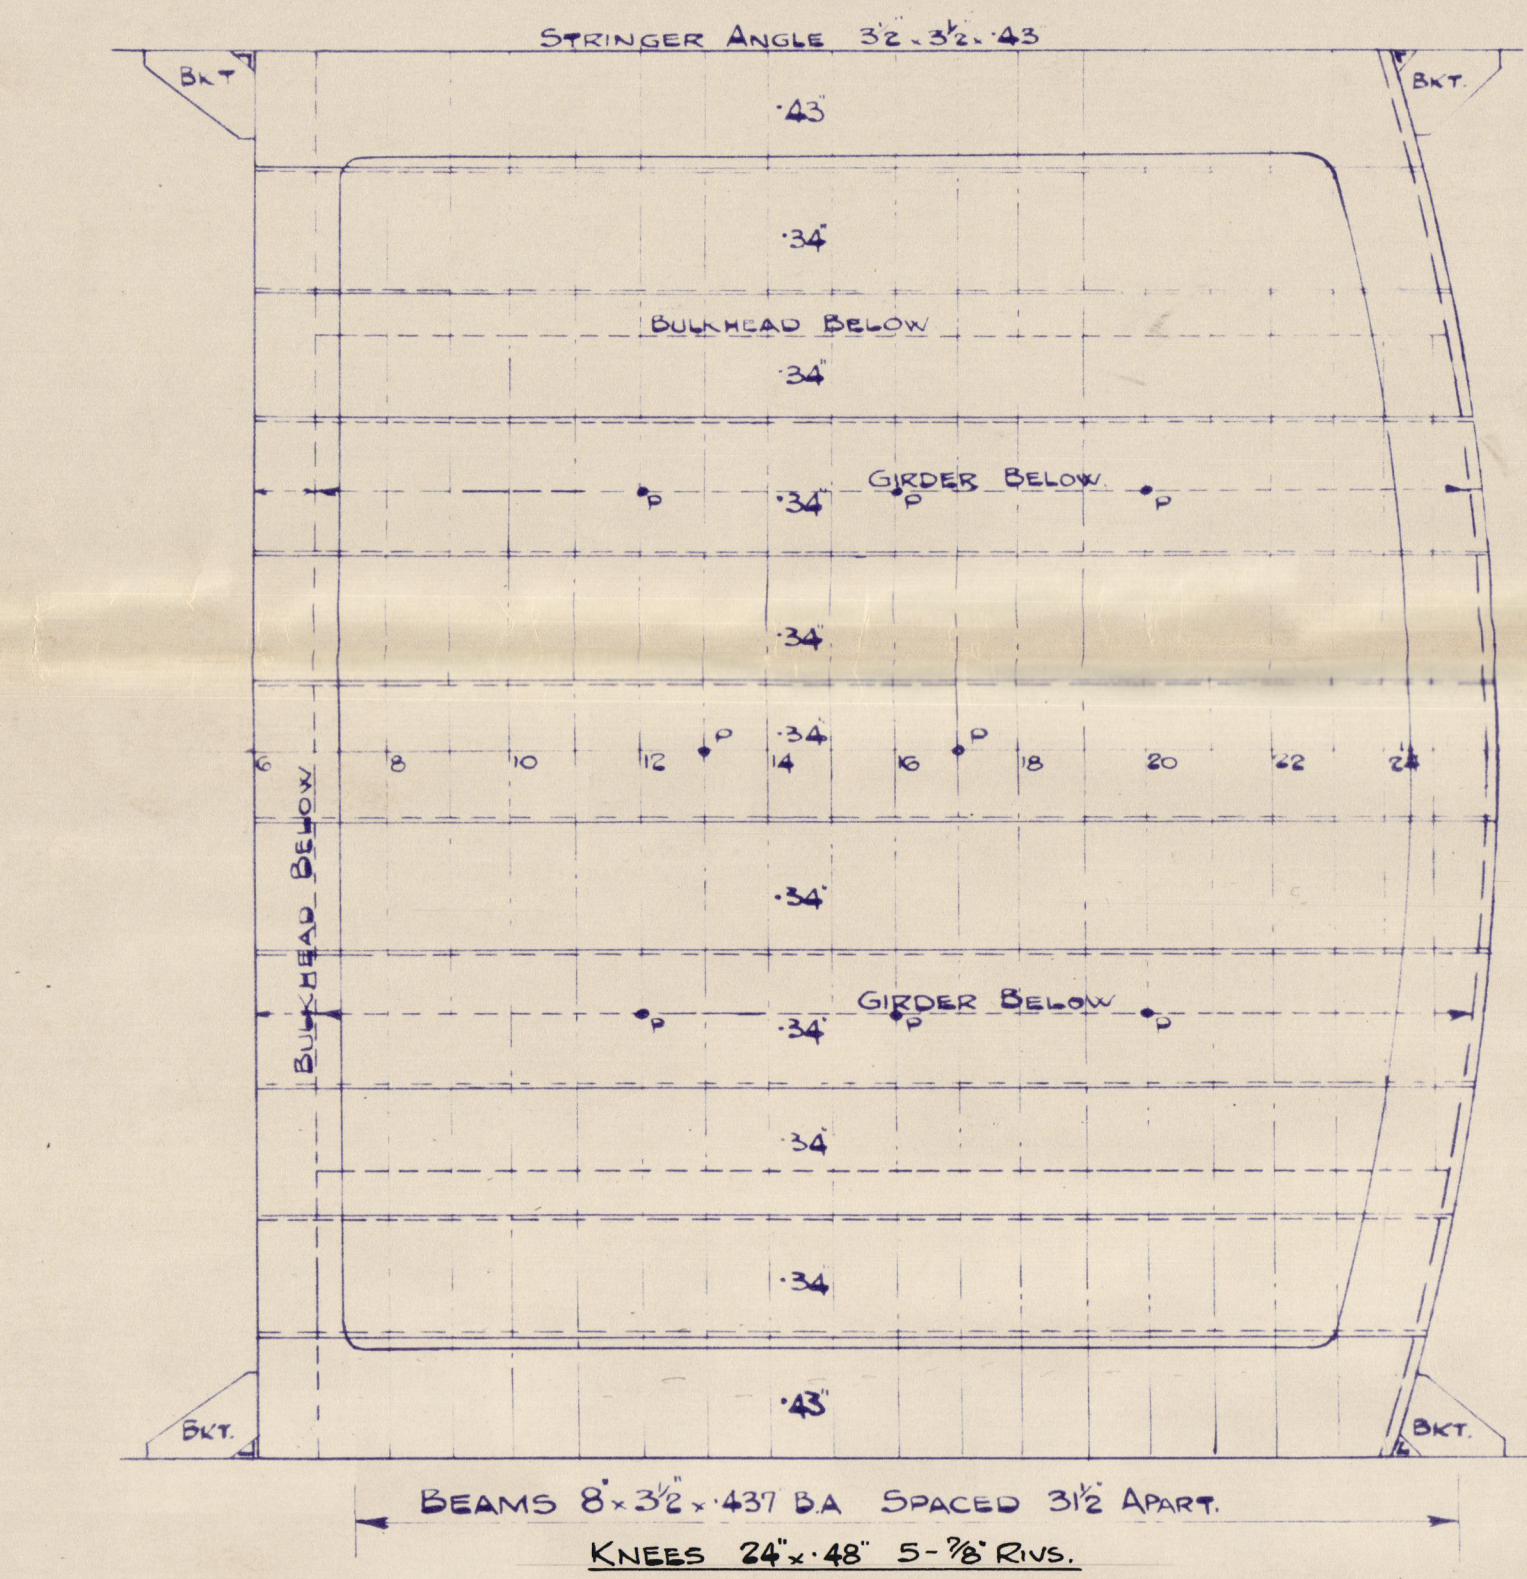 STRINGER ANGLE 3½" × 3½" × .43
BKT
BKT.
.43"
.34"
BULKHEAD BELOW
.34"
GIRDER BELOW
.34"
P P P
.34"
.34"
P P
6 8 10 12 14 16 18 20 22 24
BULKHEAD BELOW
.34"
GIRDER BELOW
.34"
P P P
.34"
.34
.43"
BKT.
BKT.
BEAMS 8" × 3½" × .437 B.A SPACED 31½" APART.
KNEES 24" × .48" 5-⅞" RIVS.